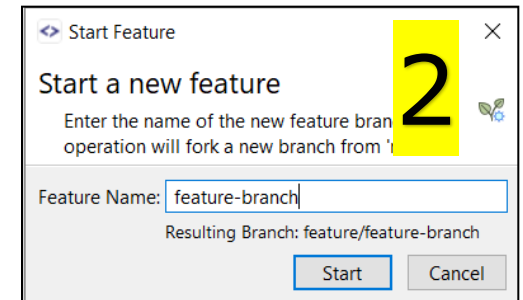 Start Feature
Start a new feature
2
Enter the name of the new feature
operation will fork a new branch from
Feature Name: feature-branch
Resulting Branch: feature/feature-branch
Start Cancel